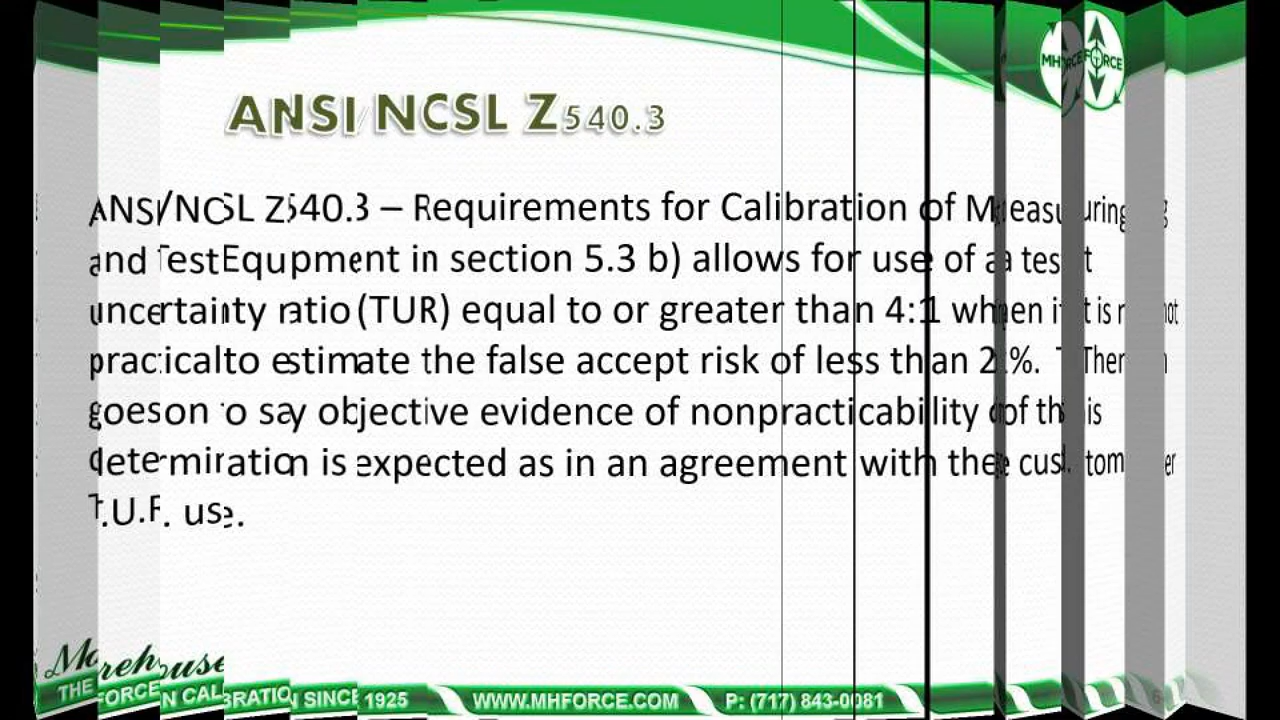 ANSI NCSL Z540.3
ANSI/NCSL Z540.3 – Requirements for Calibration of Measuring
and Test Equpment in section 5.3 b) allows for use of a test
uncertainty ratio (TUR) equal to or greater than 4:1 when it is not
practical to estimate the false accept risk of less than 2%. Then
goes on to say objective evidence of nonpracticability of this
determination is expected as in an agreement with the customer
T.U.R. use.
Morehouse
THE FORCE IN CALIBRATION SINCE 1925 WWW.MHFORCE.COM P: (717) 843-0081 6
MHFORCE